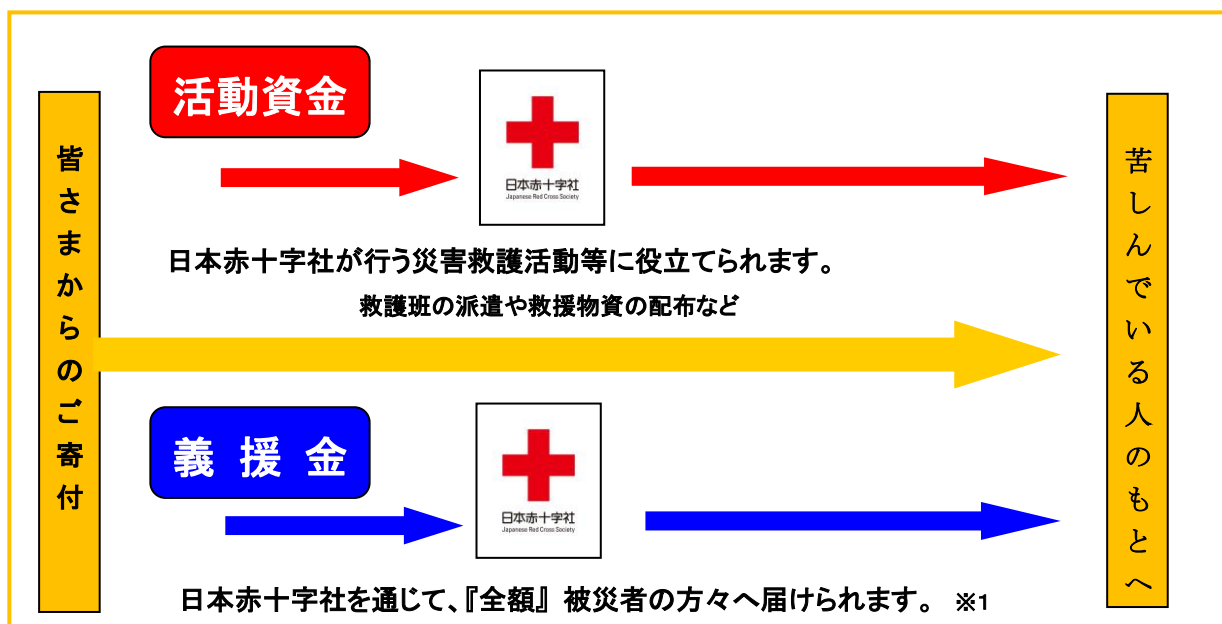 皆さまからのご寄付
活動資金
日本赤十字社
Japanese Red Cross Society
日本赤十字社が行う災害救護活動等に役立てられます。
救護班の派遣や救援物資の配布など
義援金
日本赤十字社
Japanese Red Cross Society
日本赤十字社を通じて、『全額』被災者の方々へ届けられます。 ※1
苦しんでいる人のもとへ